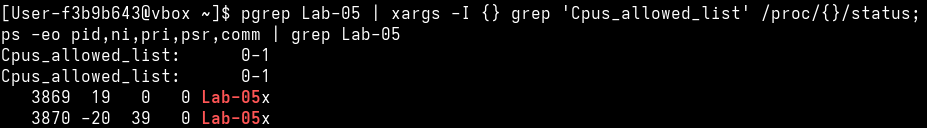 [User-f3b9b643@vbox ~]$ pgrep Lab-05 | xargs -I {} grep 'Cpus_allowed_list' /proc/{}/status;
ps -eo pid,ni,pri,psr,comm | grep Lab-05
Cpus_allowed_list:      0-1
Cpus_allowed_list:      0-1
   3869  19   0   0 Lab-05x
   3870 -20  39   0 Lab-05x